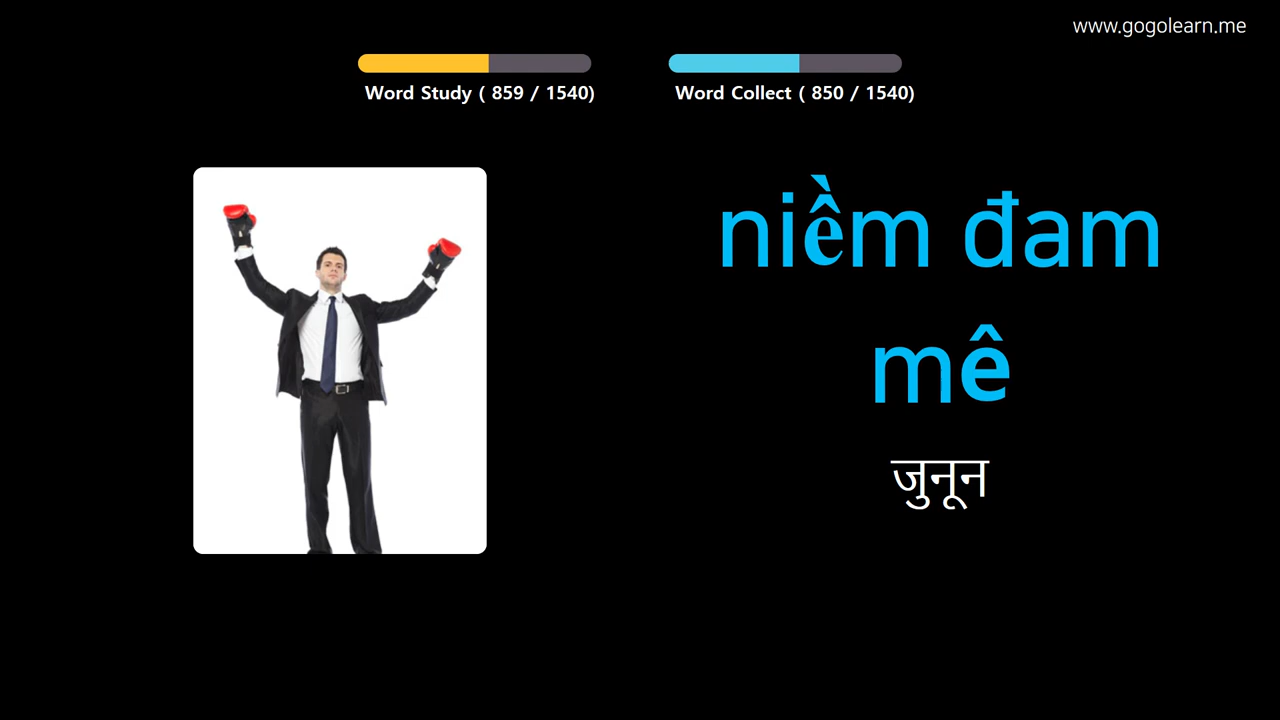 www.gogolearn.me
Word Study ( 859 / 1540)
Word Collect ( 850 / 1540)
niềm đam
mê
जुनून